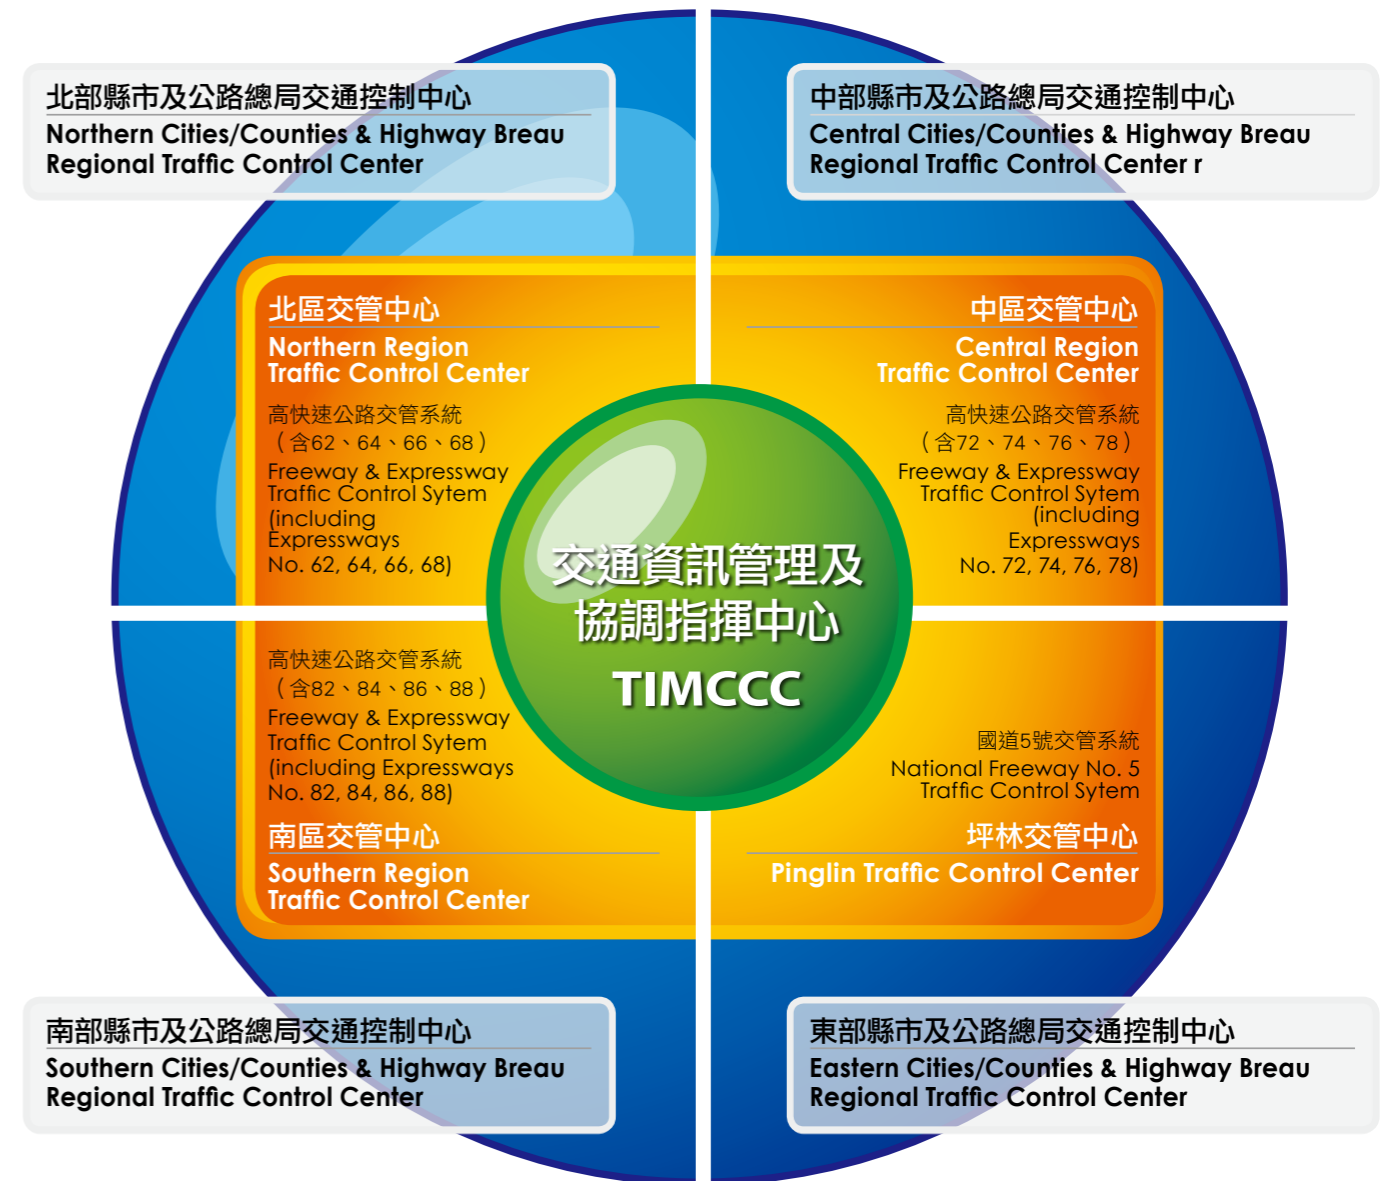 北部縣市及公路總局交通控制中心
Northern Cities/Counties & Highway Breau
Regional Traffic Control Center
中部縣市及公路總局交通控制中心
Central Cities/Counties & Highway Breau
Regional Traffic Control Center r
北區交管中心
Northern Region
Traffic Control Center
高快速公路交管系統
（含62、64、66、68）
Freeway & Expressway
Traffic Control Sytem
(including
Expressways
No. 62, 64, 66, 68)
中區交管中心
Central Region
Traffic Control Center
高快速公路交管系統
（含72、74、76、78）
Freeway & Expressway
Traffic Control Sytem
(including
Expressways
No. 72, 74, 76, 78)
交通資訊管理及
協調指揮中心
TIMCCC
高快速公路交管系統
（含82、84、86、88）
Freeway & Expressway
Traffic Control Sytem
(including Expressways
No. 82, 84, 86, 88)
南區交管中心
Southern Region
Traffic Control Center
國道5號交管系統
National Freeway No. 5
Traffic Control Sytem
坪林交管中心
Pinglin Traffic Control Center
南部縣市及公路總局交通控制中心
Southern Cities/Counties & Highway Breau
Regional Traffic Control Center
東部縣市及公路總局交通控制中心
Eastern Cities/Counties & Highway Breau
Regional Traffic Control Center